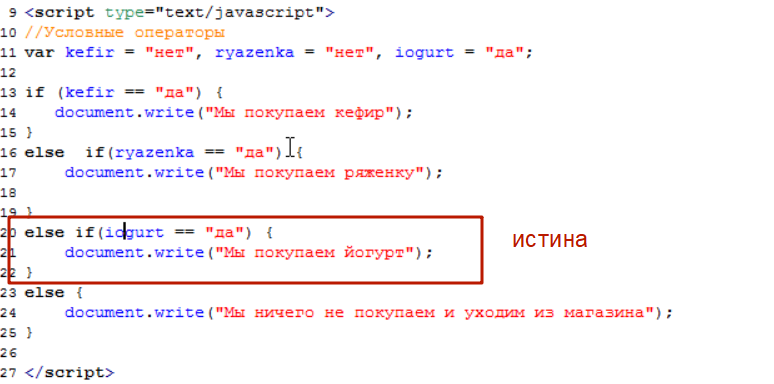 9 <script type="text/javascript">
10 //Условные операторы
11 var kefir = "нет", ryazenka = "нет", iogurt = "да";
12
13 if (kefir == "да") {
14    document.write("Мы покупаем кефир");
15 }
16 else  if(ryazenka == "да") {
17     document.write("Мы покупаем ряженку");
18
19 }
20 else if(iogurt == "да") {
21     document.write("Мы покупаем йогурт");
22 }
истина
23 else {
24     document.write("Мы ничего не покупаем и уходим из магазина");
25 }
26
27 </script>